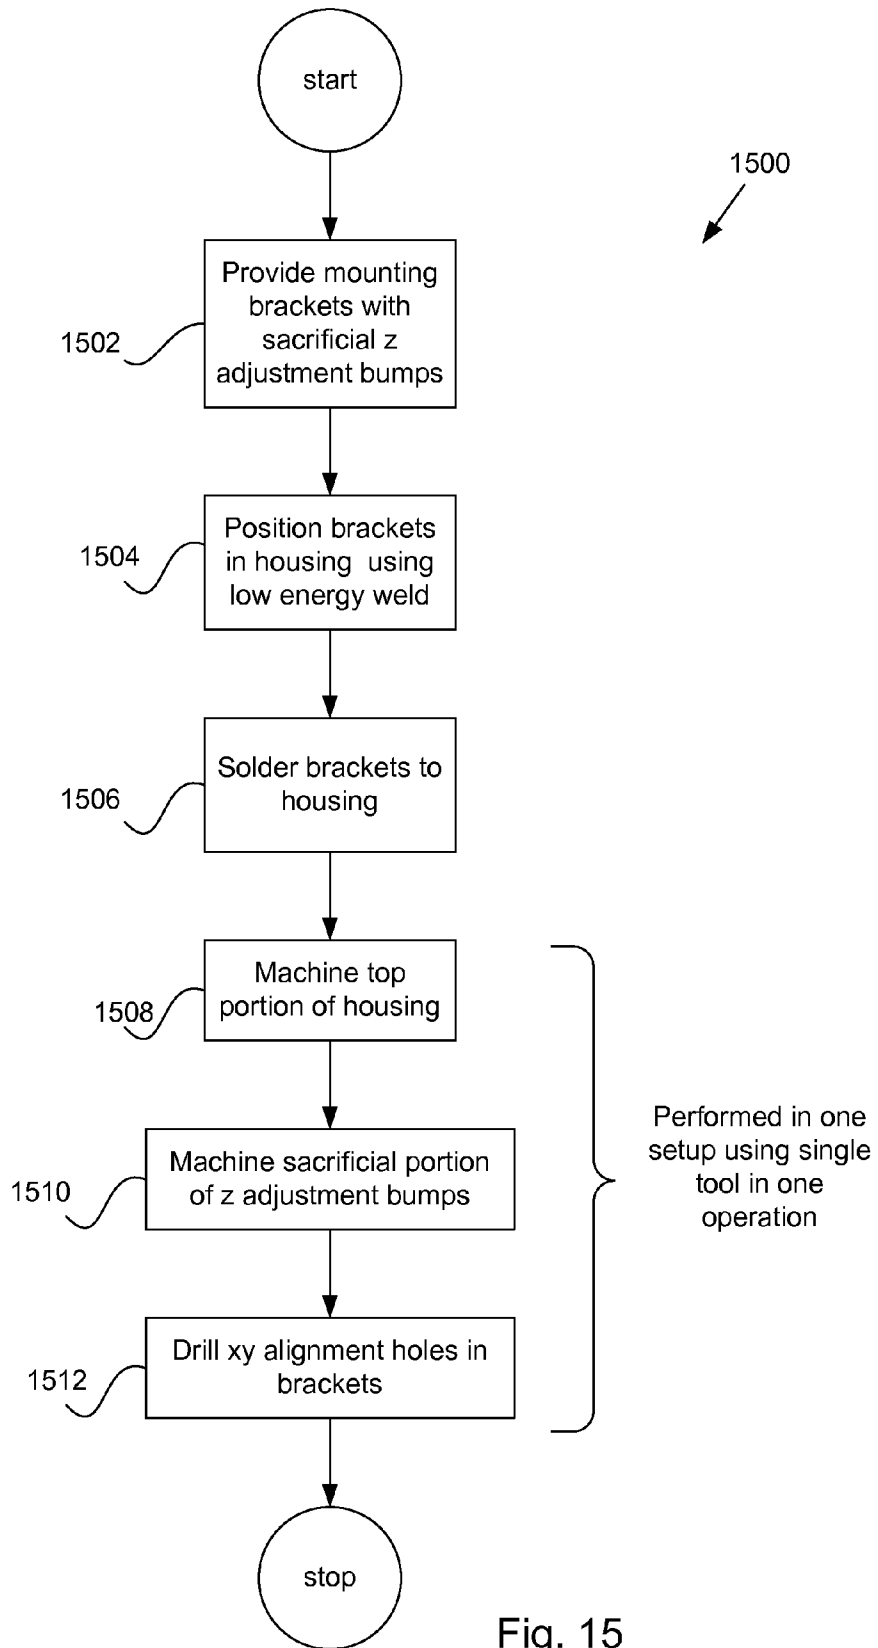 start
1500
Provide mounting
brackets with
sacrificial z
adjustment bumps
1502
Position brackets
in housing using
low energy weld
1504
Solder brackets to
housing
1506
Machine top
portion of housing
1508
Performed in one
setup using single
tool in one
operation
Machine sacrificial portion
of z adjustment bumps
1510
Drill xy alignment holes in
brackets
1512
stop
Fig. 15